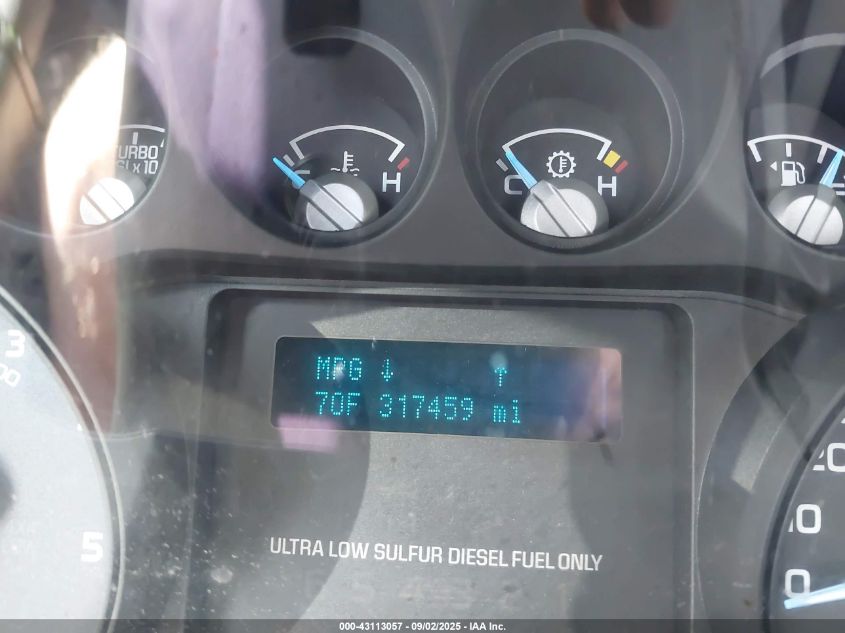 TURBO
x10
C H
C H
MPG ↓ ↑
70F 317459 mi
3
5
20
10
0
ULTRA LOW SULFUR DIESEL FUEL ONLY
000-43113057 - 09/02/2025 - IAA Inc.